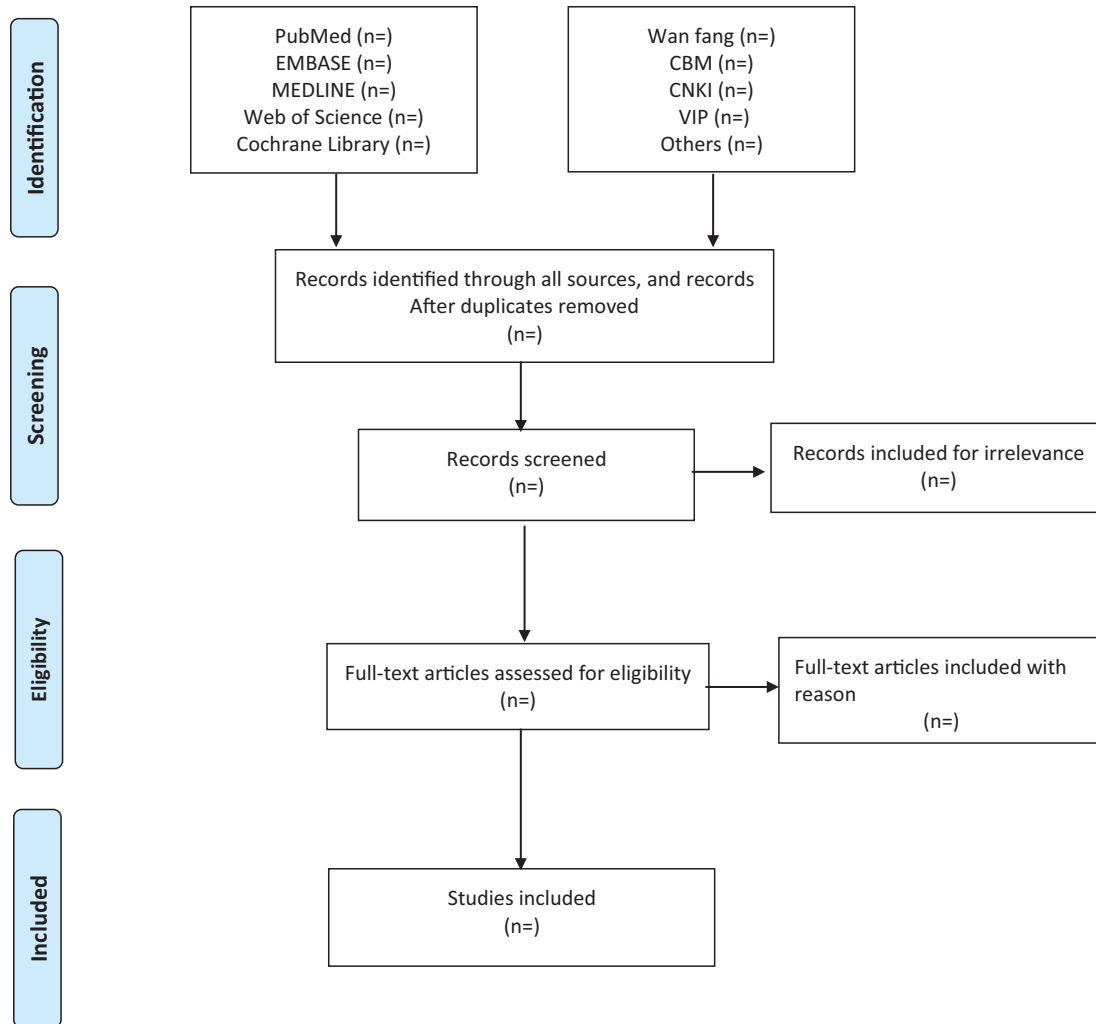 Identification
PubMed (n=)
EMBASE (n=)
MEDLINE (n=)
Web of Science (n=)
Cochrane Library (n=)
Wan fang (n=)
CBM (n=)
CNKI (n=)
VIP (n=)
Others (n=)
Screening
Records identified through all sources, and records
After duplicates removed
(n=)
Records screened
(n=)
Records included for irrelevance
(n=)
Eligibility
Full-text articles assessed for eligibility
(n=)
Full-text articles included with
reason
(n=)
Included
Studies included
(n=)